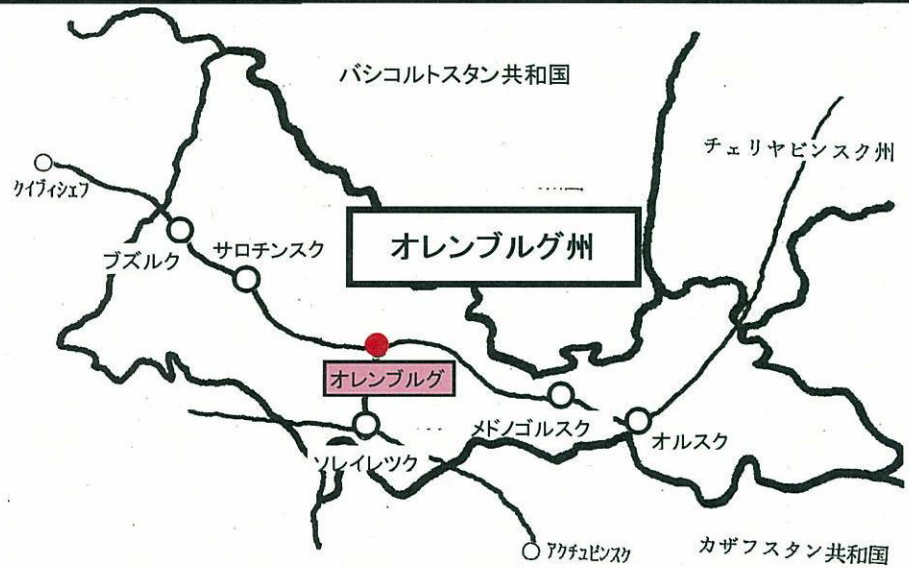 バシコルトスタン共和国
チェリヤビンスク州
クイブィシェフ
ブズルク
サロチンスク
オレンブルグ州
オレンブルグ
メドノゴルスク
オルスク
ソレイレツク
アクチュビンスク
カザフスタン共和国